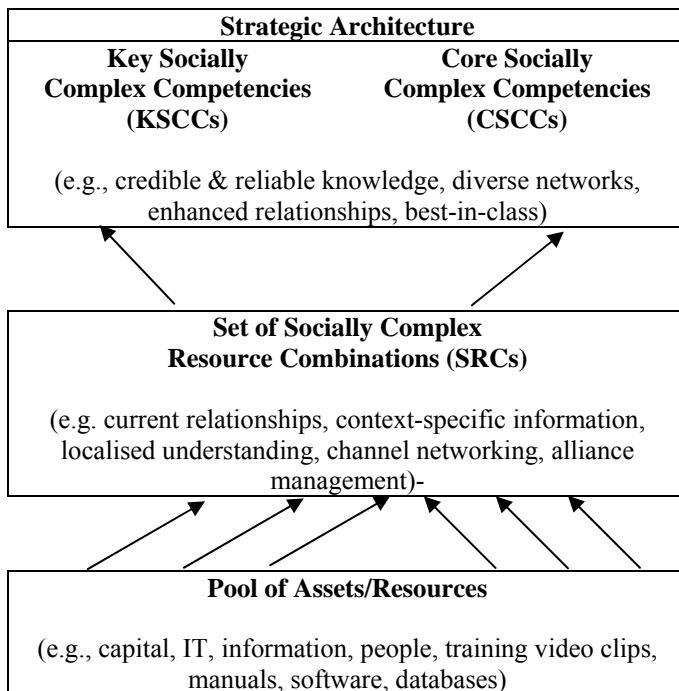 Strategic Architecture
Key Socially
Complex Competencies
(KSCCs)
Core Socially
Complex Competencies
(CSCCs)
(e.g., credible & reliable knowledge, diverse networks,
enhanced relationships, best-in-class)
Set of Socially Complex
Resource Combinations (SRCs)
(e.g. current relationships, context-specific information,
localised understanding, channel networking, alliance
management)-
Pool of Assets/Resources
(e.g., capital, IT, information, people, training video clips,
manuals, software, databases)